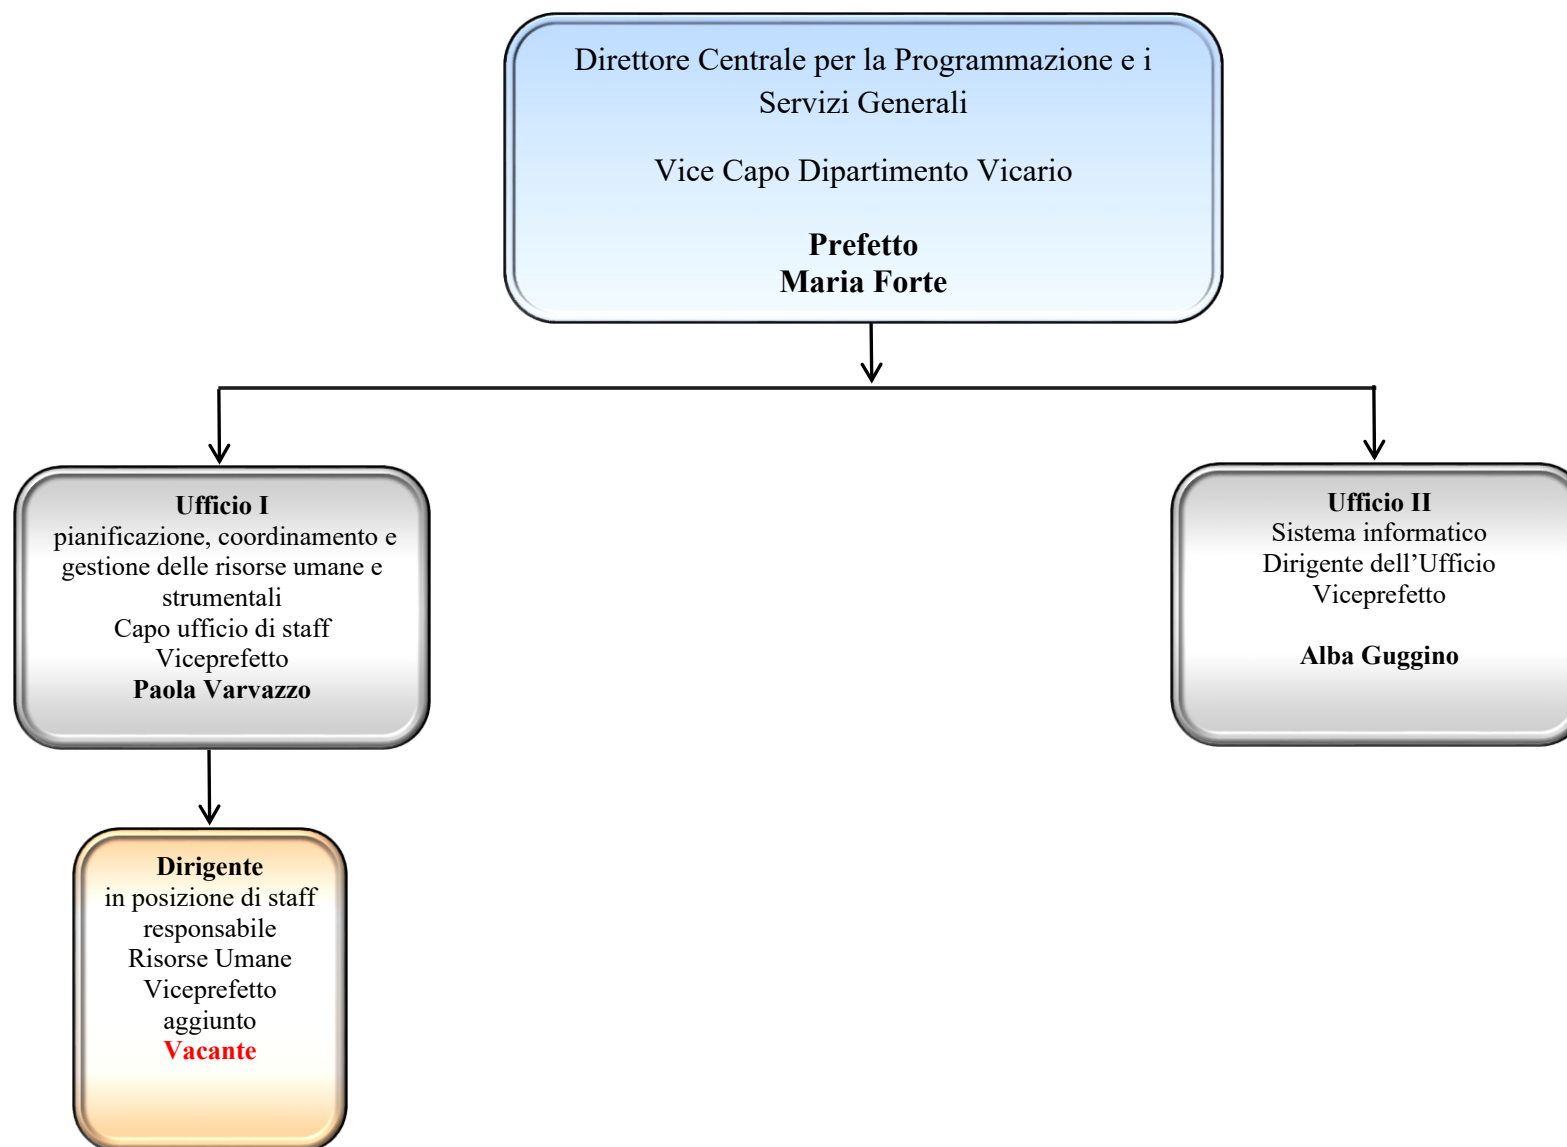 Direttore Centrale per la Programmazione e i
Servizi Generali
Vice Capo Dipartimento Vicario
Prefetto
Maria Forte
Ufficio I
pianificazione, coordinamento e
gestione delle risorse umane e
strumentali
Capo ufficio di staff
Viceprefetto
Paola Varvazzo
Ufficio II
Sistema informatico
Dirigente dell’Ufficio
Viceprefetto
Alba Guggino
Dirigente
in posizione di staff
responsabile
Risorse Umane
Viceprefetto
aggiunto
Vacante